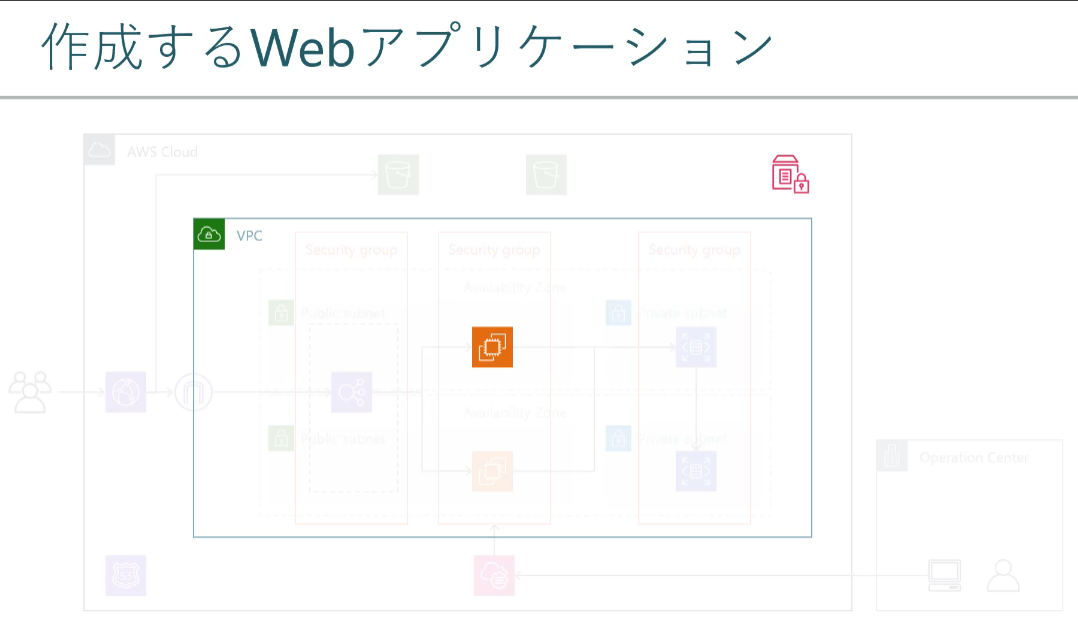 作成するWebアプリケーション
AWS Cloud
VPC
Security group
Security group
Security group
Availability Zone
Public subnet
Private subnet
Availability Zone
Public subnet
Private subnet
Operation Center
53